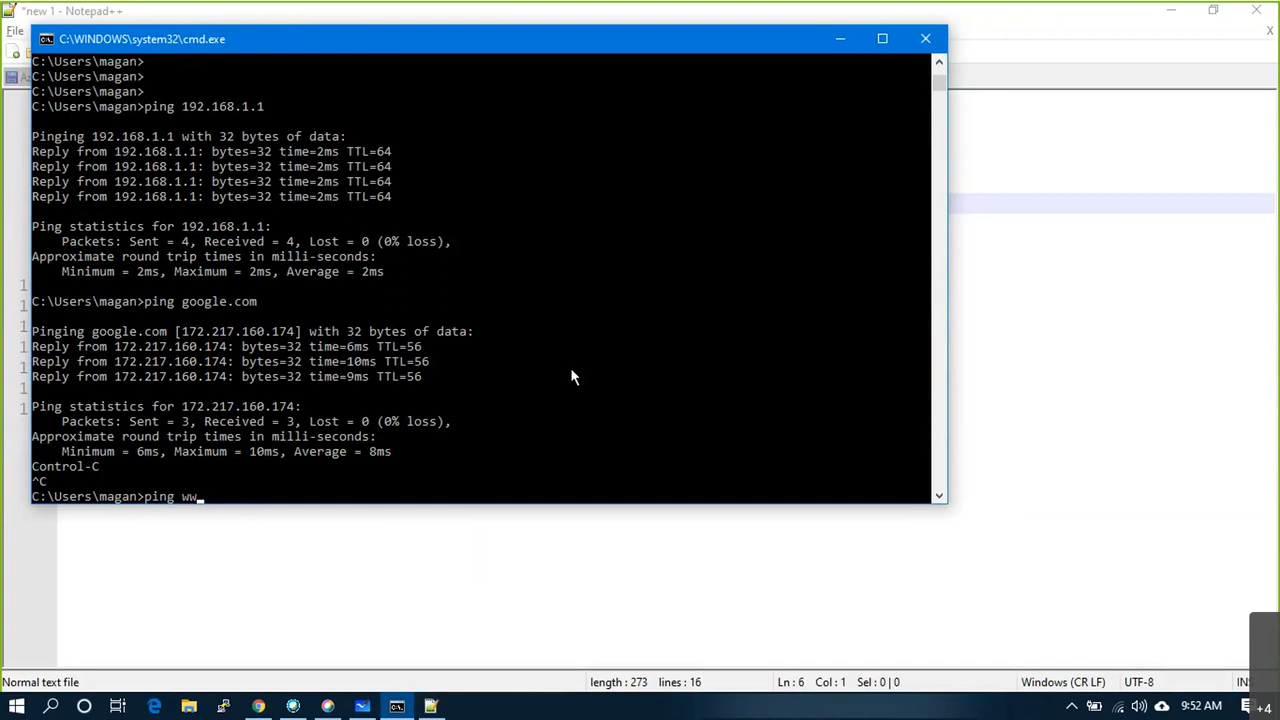 *new 1 - Notepad++
File
X
C:\WINDOWS\system32\cmd.exe
C:\Users\magan>
C:\Users\magan>
C:\Users\magan>
C:\Users\magan>ping 192.168.1.1
Pinging 192.168.1.1 with 32 bytes of data:
Reply from 192.168.1.1: bytes=32 time=2ms TTL=64
Reply from 192.168.1.1: bytes=32 time=2ms TTL=64
Reply from 192.168.1.1: bytes=32 time=2ms TTL=64
Reply from 192.168.1.1: bytes=32 time=2ms TTL=64
Ping statistics for 192.168.1.1:
Packets: Sent = 4, Received = 4, Lost = 0 (0% loss),
Approximate round trip times in milli-seconds:
Minimum = 2ms, Maximum = 2ms, Average = 2ms
C:\Users\magan>ping google.com
Pinging google.com [172.217.160.174] with 32 bytes of data:
Reply from 172.217.160.174: bytes=32 time=6ms TTL=56
Reply from 172.217.160.174: bytes=32 time=10ms TTL=56
Reply from 172.217.160.174: bytes=32 time=9ms TTL=56
Ping statistics for 172.217.160.174:
Packets: Sent = 3, Received = 3, Lost = 0 (0% loss),
Approximate round trip times in milli-seconds:
Minimum = 6ms, Maximum = 10ms, Average = 8ms
Control-C
^C
C:\Users\magan>ping ww_
Normal text file length : 273 lines : 16 Ln : 6 Col : 1 Sel : 0 | 0 Windows (CR LF) UTF-8 INS
9:52 AM +4